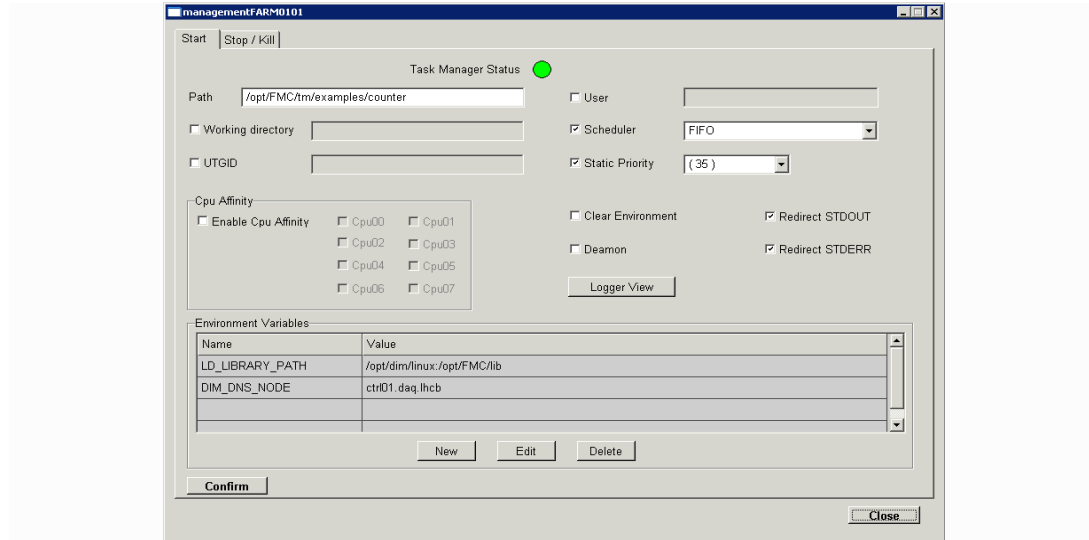 managementFARM0101
Start Stop / Kill
Task Manager Status
Path /opt/FMC/tm/examples/counter User
Working directory Scheduler FIFO
UTGID Static Priority ( 35 )
Cpu Affinity
Enable Cpu Affinity Cpu00 Cpu01 Clear Environment Redirect STDOUT
Cpu02 Cpu03
Deamon Redirect STDERR
Cpu04 Cpu05
Cpu06 Cpu07 Logger View
Environment Variables
Name Value
LD_LIBRARY_PATH /opt/dim/linux:/opt/FMC/lib
DIM_DNS_NODE ctrl01.daq.lhcb
New Edit Delete
Confirm
Close